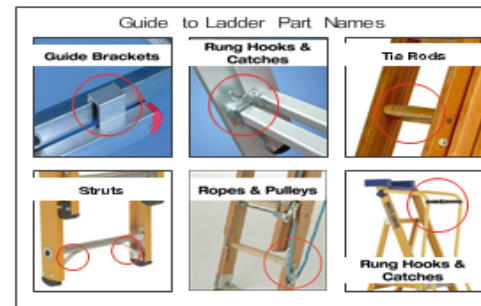 Guide to Ladder Part Names
Guide Brackets
Rung Hooks &
Catches
Tie Rods
Struts
Ropes & Pulleys
Rung Hooks &
Catches